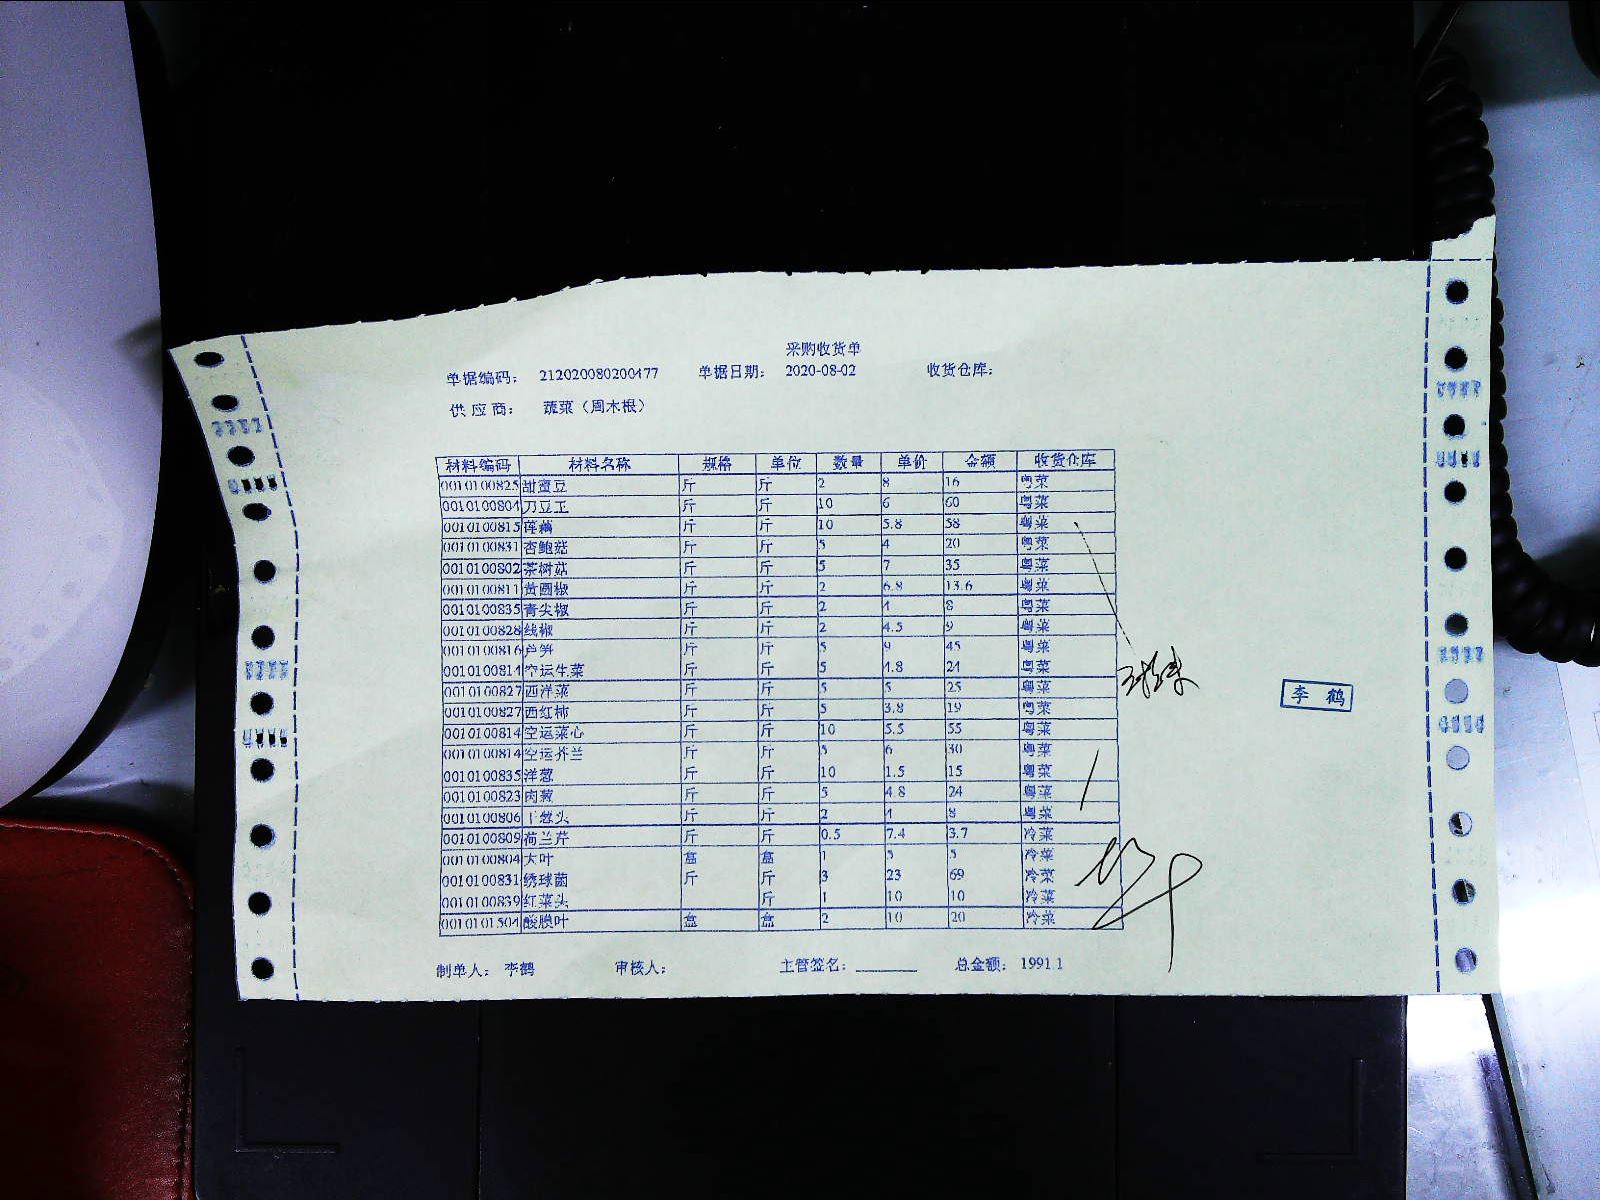 采购收货单
单据编码: 212020080200477 单据日期: 2020-08-02 收货仓库:
供应商: 蔬菜(周木根)
材料编码 材料名称 规格 单位 数量 单价 金额 收货仓库
0010100825 甜蜜豆 斤 斤 2 8 16 粤菜
0010100804 刀豆玉 斤 斤 10 6 60 粤菜
0010100815 莲藕 斤 斤 10 5.8 58 粤菜
0010100831 杏鲍菇 斤 斤 5 4 20 粤菜
0010100802 茶树菇 斤 斤 5 7 35 粤菜
0010100811 黄圆椒 斤 斤 2 6.8 13.6 粤菜
0010100835 青尖椒 斤 斤 2 4 8 粤菜
0010100828 线椒 斤 斤 2 4.5 9 粤菜
0010100816 芦笋 斤 斤 5 9 45 粤菜
0010100814 空运生菜 斤 斤 5 4.8 24 粤菜
0010100827 西洋菜 斤 斤 5 5 25 粤菜
0010100827 西红柿 斤 斤 5 3.8 19 粤菜
0010100814 空运菜心 斤 斤 10 5.5 55 粤菜
0010100814 空运芥兰 斤 斤 5 6 30 粤菜
0010100835 洋葱 斤 斤 10 1.5 15 粤菜
0010100823 肉葱 斤 斤 5 4.8 24 粤菜
0010100806 干葱头 斤 斤 2 4 8 粤菜
0010100809 荷兰芹 斤 斤 0.5 7.4 3.7 冷菜
0010100804 大叶 盒 盒 1 5 5 冷菜
0010100831 绣球菌 斤 斤 3 23 69 冷菜
0010100839 红菜头 斤 1 10 10 冷菜
0010101504 酸膜叶 盒 盒 2 10 20 冷菜
李鹤
制单人: 李鹤 审核人: 主管签名: 总金额: 1991.1